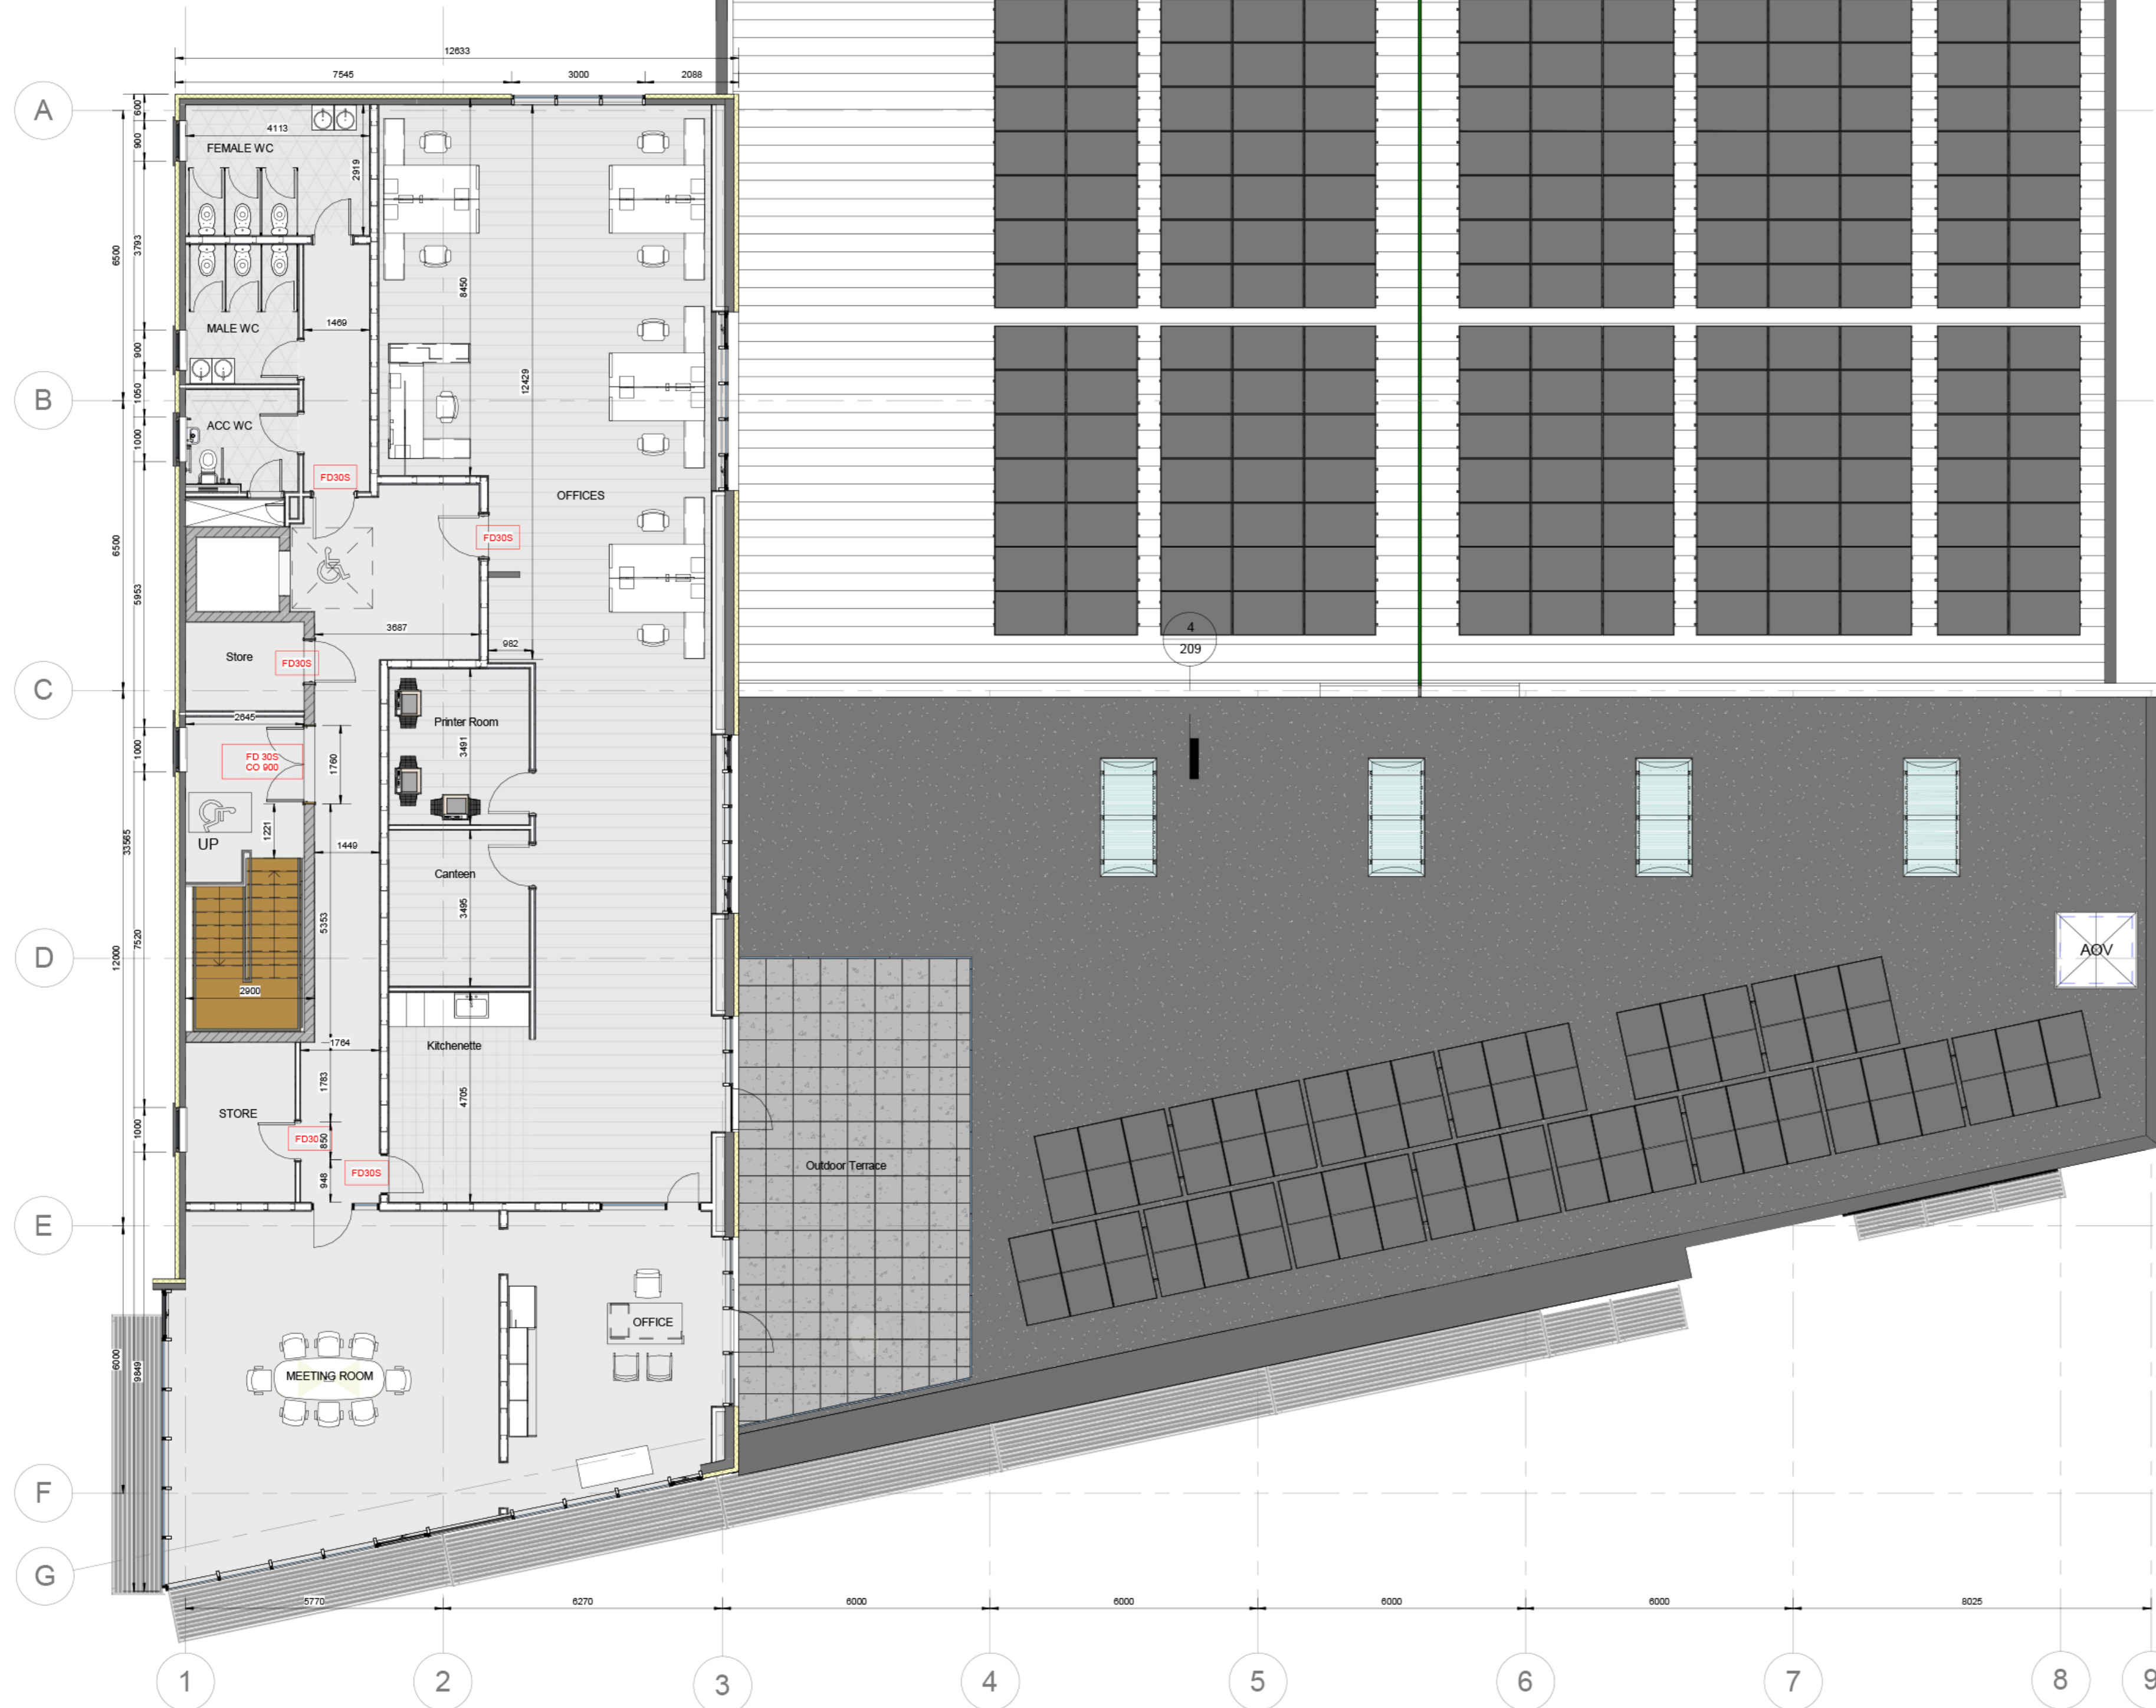 12633
7545
3000
2088
A
600
900
4113
FEMALE WC
2919
3793
6500
8450
MALE WC
1469
900
12429
1050
B
ACC WC
1000
FD30S
OFFICES
FD30S
6500
5953
3687
982
4
209
Store
FD30S
C
2645
Printer Room
3491
FD 30S
CO 900
1760
1000
1221
UP
33565
1449
Canteen
3495
5353
7520
12000
D
AOV
2900
1764
Kitchenette
1783
4705
STORE
1000
FD30
850
FD30S
948
Outdoor Terrace
E
OFFICE
6000
9849
MEETING ROOM
F
G
5770
6270
6000
6000
6000
6000
8025
1
2
3
4
5
6
7
8
9